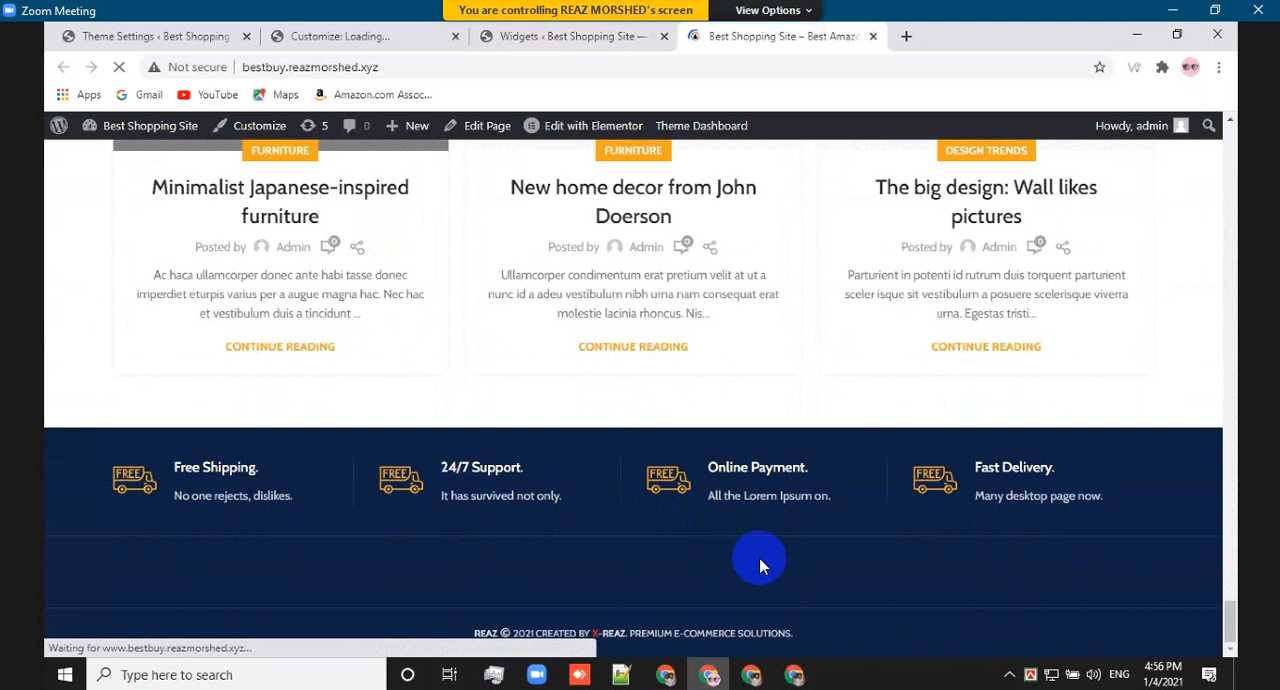 Zoom Meeting
You are controlling REAZ MORSHED's screen
View Options
Theme Settings ‹ Best Shopping
Customize: Loading...
Widgets ‹ Best Shopping Site —
Best Shopping Site – Best Amaz
Not secure
bestbuy.reazmorshed.xyz
Apps
Gmail
YouTube
Maps
Amazon.com Assoc...
Best Shopping Site
Customize
5
0
New
Edit Page
Edit with Elementor
Theme Dashboard
Howdy, admin
FURNITURE
FURNITURE
DESIGN TRENDS
Minimalist Japanese-inspired
furniture
New home decor from John
Doerson
The big design: Wall likes
pictures
Posted by Admin 0
Posted by Admin 0
Posted by Admin 0
Ac haca ullamcorper donec ante habi tasse donec
imperdiet eturpis varius per a augue magna hac. Nec hac
et vestibulum duis a tincidunt ...
Ullamcorper condimentum erat pretium velit at ut a
nunc id a adeu vestibulum nibh urna nam consequat erat
molestie lacinia rhoncus. Nis...
Parturient in potenti id rutrum duis torquent parturient
sceler isque sit vestibulum a posuere scelerisque viverra
urna. Egestas tristi...
CONTINUE READING
CONTINUE READING
CONTINUE READING
FREE
Free Shipping.
No one rejects, dislikes.
FREE
24/7 Support.
It has survived not only.
FREE
Online Payment.
All the Lorem Ipsum on.
FREE
Fast Delivery.
Many desktop page now.
REAZ © 2021 CREATED BY X-REAZ. PREMIUM E-COMMERCE SOLUTIONS.
Waiting for www.bestbuy.reazmorshed.xyz...
Type here to search
ENG
4:56 PM
1/4/2021